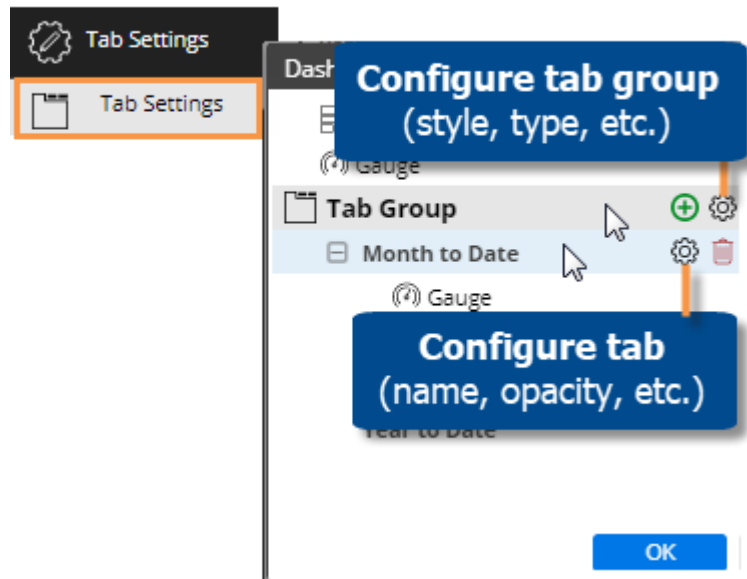 Tab Settings
Tab Settings
Configure tab group
(style, type, etc.)
Gauge
Tab Group
Month to Date
Gauge
Configure tab
(name, opacity, etc.)
Year to Date
OK